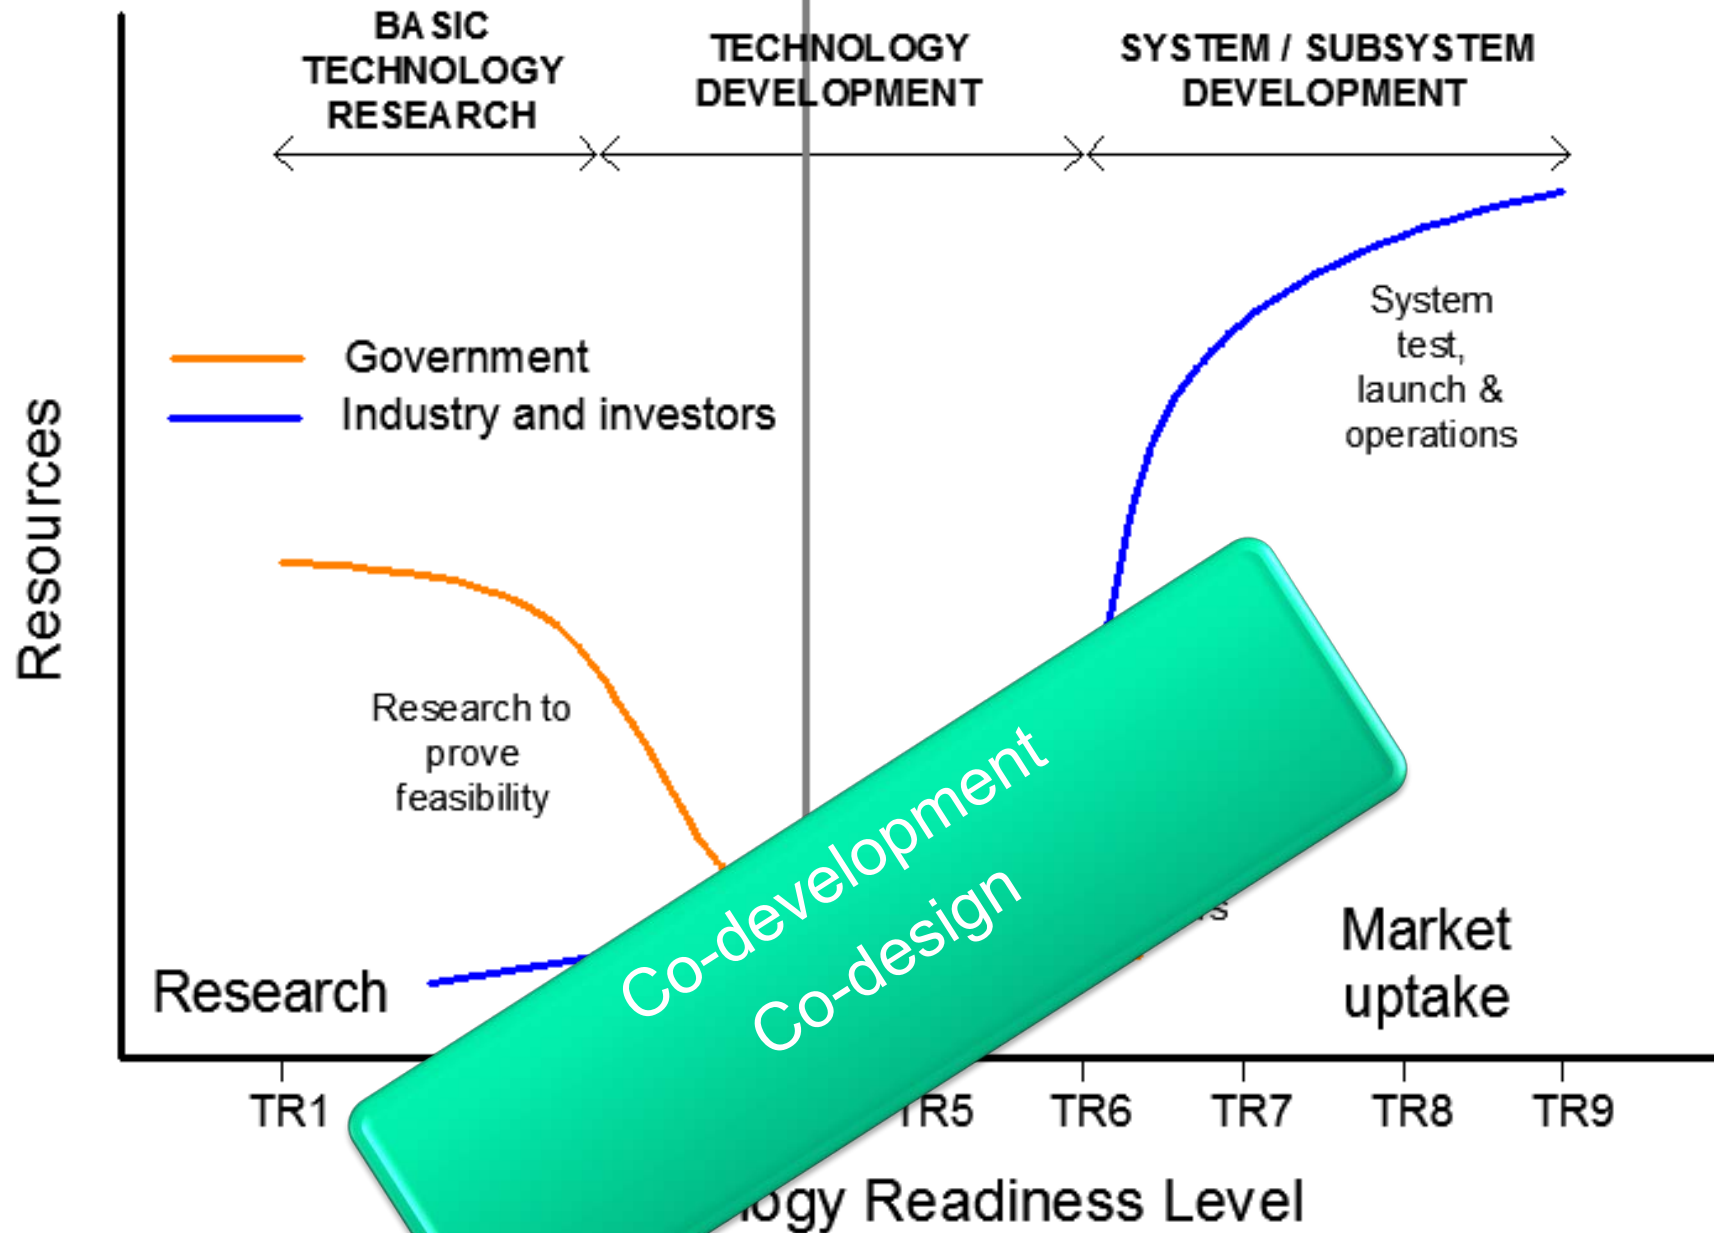 BASIC
TECHNOLOGY
RESEARCH
TECHNOLOGY
DEVELOPMENT
SYSTEM / SUBSYSTEM
DEVELOPMENT
Government
Industry and investors
Resources
System
test,
launch &
operations
Research to
prove
feasibility
Co-development
Co-design
Research
Market
uptake
TR1
TR5
TR6
TR7
TR8
TR9
Readiness Level